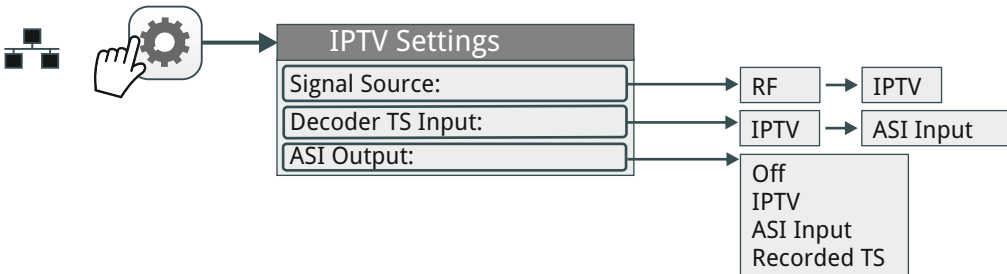 IPTV Settings
Signal Source:
RF
IPTV
Decoder TS Input:
IPTV
ASI Input
ASI Output:
Off
IPTV
ASI Input
Recorded TS